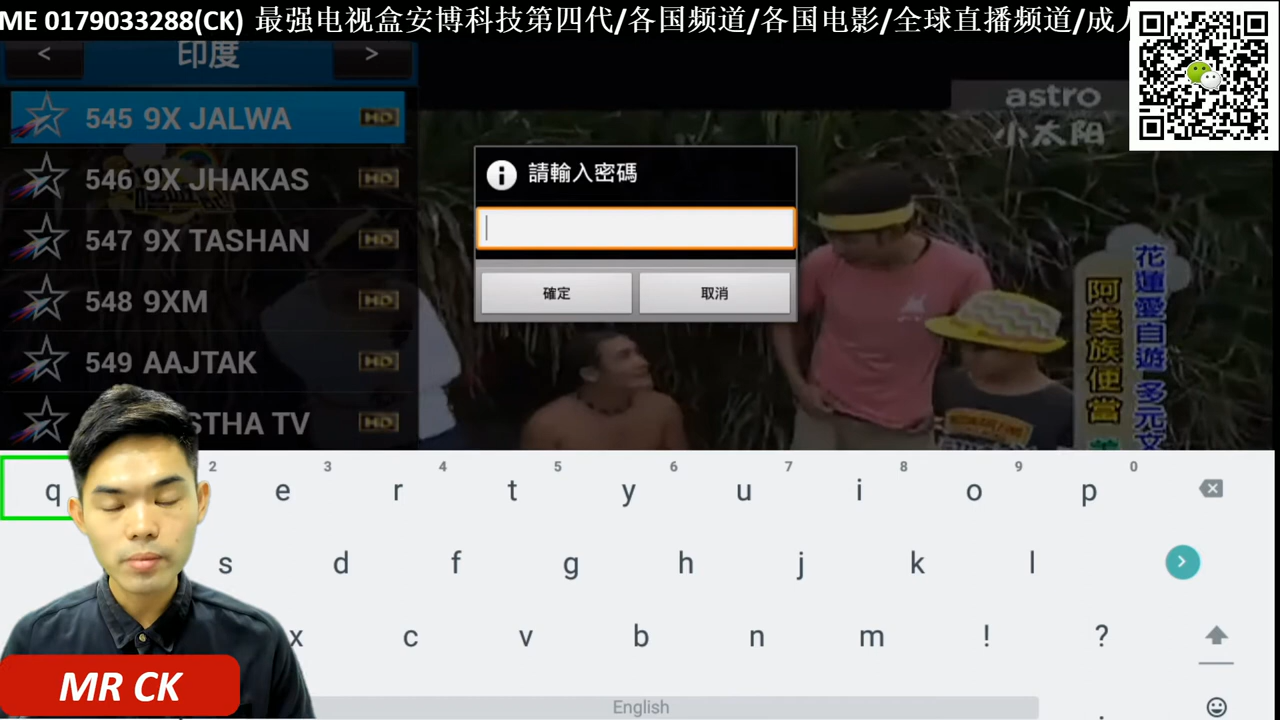 ME 0179033288(CK) 最强电视盒安博科技第四代/各国频道/各国电影/全球直播频道/成人
< 印度 >
545 9X JALWA HD
546 9X JHAKAS HD
547 9X TASHAN HD
548 9XM HD
549 AAJTAK HD
STHA TV HD
astro
小太阳
請輸入密碼
確定 取消
花蓮愛自遊 多元文
阿美族便當
q 2 e 3 r 4 t 5 y 6 u 7 i 8 o 9 p 0
s d f g h j k l
x c v b n m ! ?
English .
MR CK